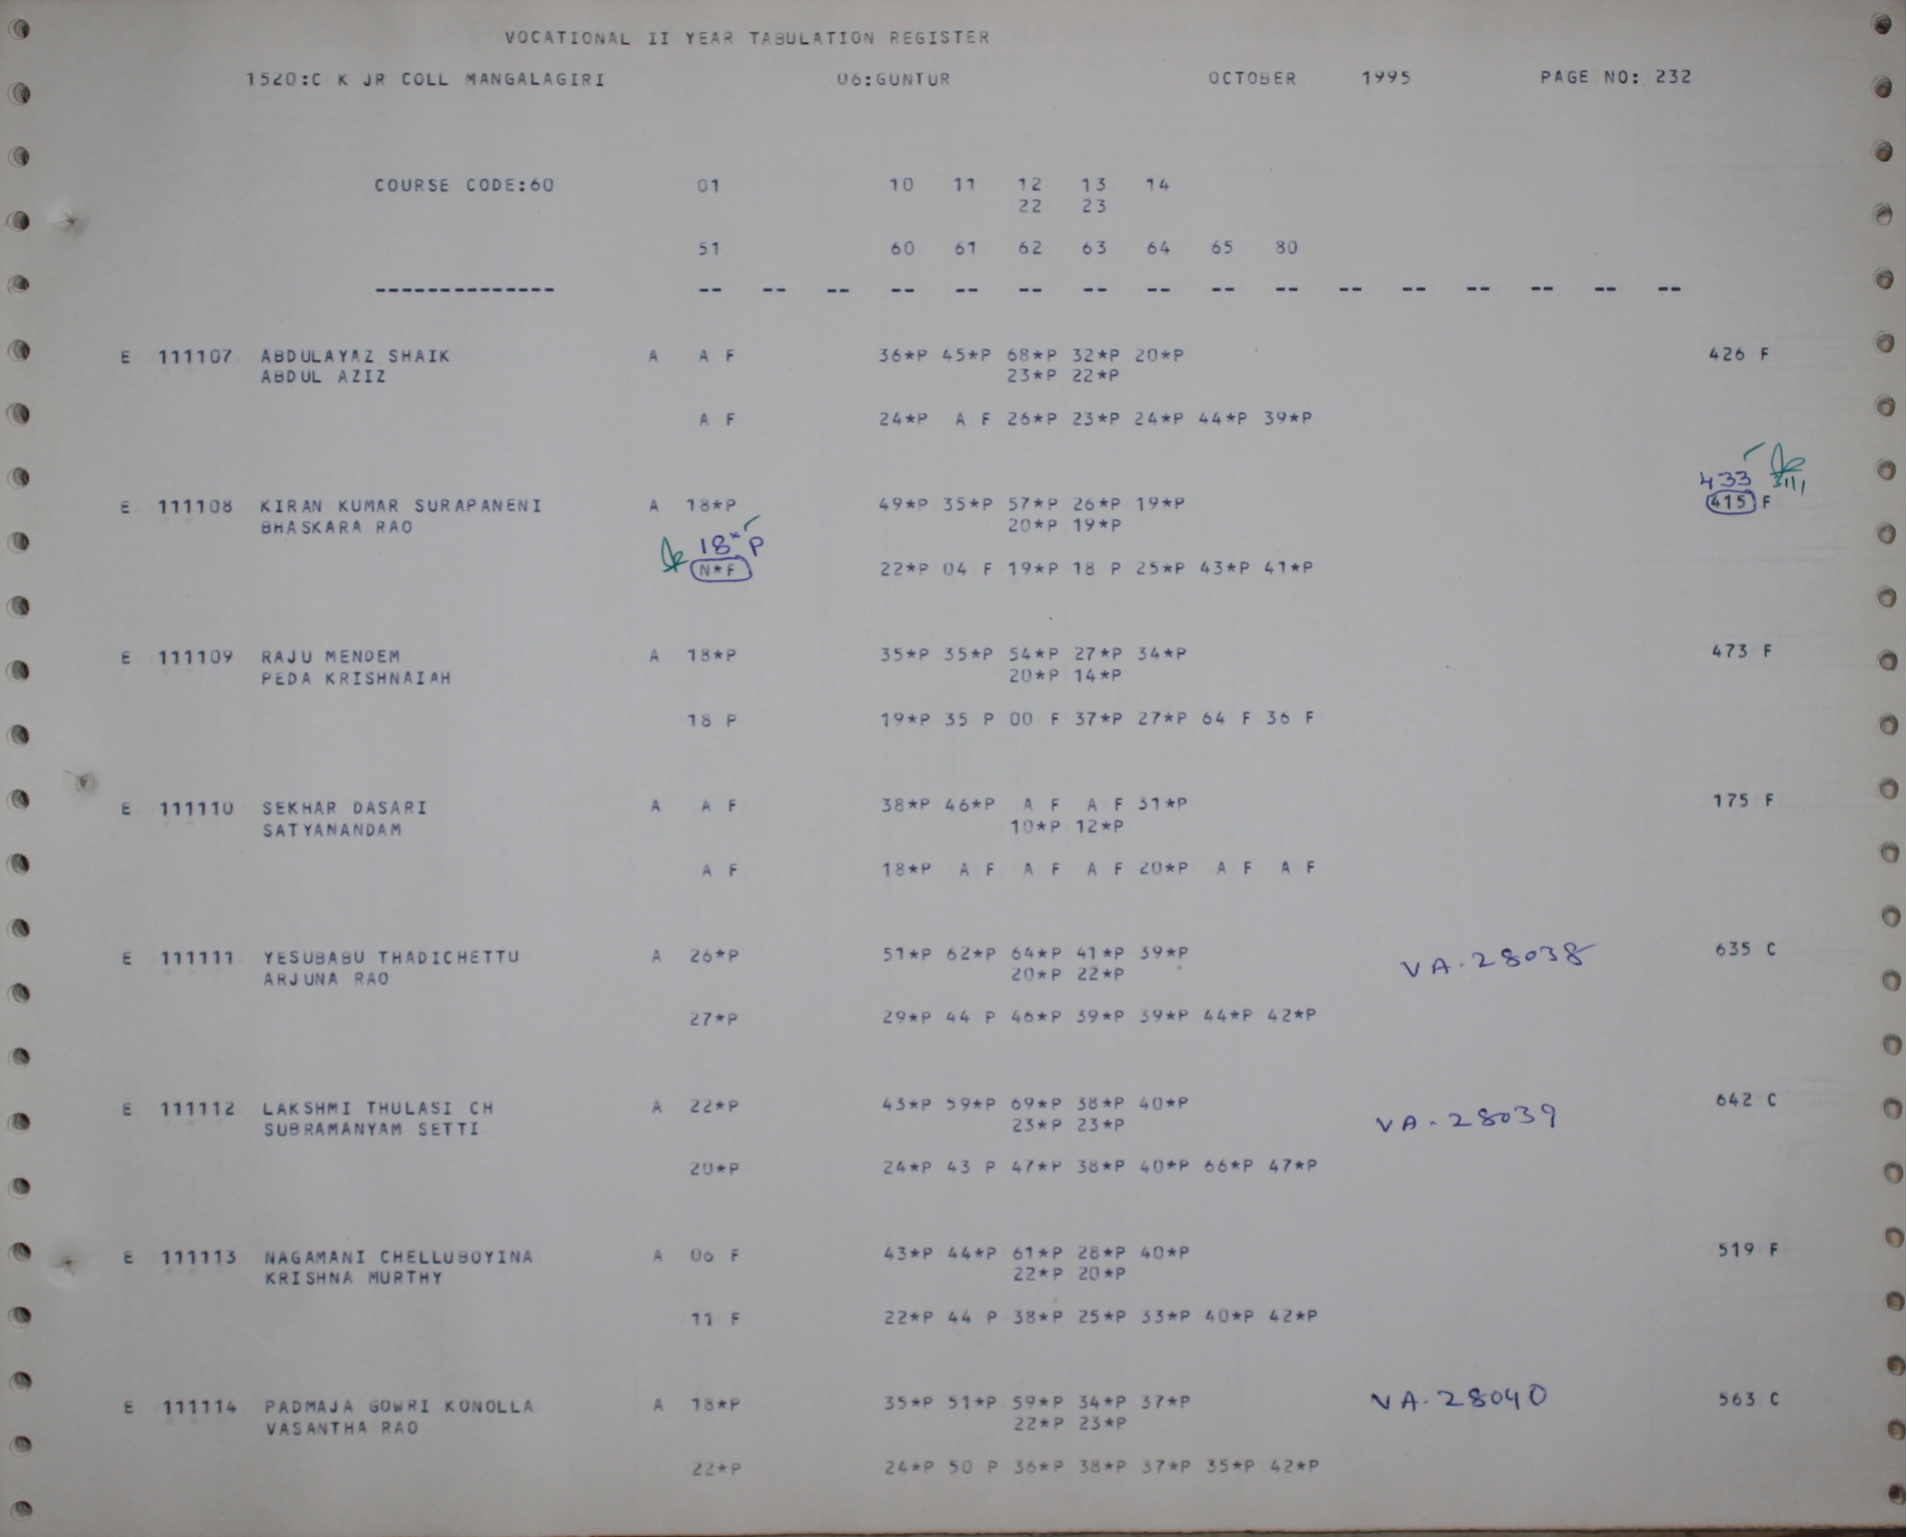 VOCATIONAL II YEAR TABULATION REGISTER
1520:C K JR COLL MANGALAGIRI 06:GUNTUR OCTOBER 1995 PAGE NO: 232
COURSE CODE:60 01 10 11 12 13 14
22 23
51 60 61 62 63 64 65 80
-------------- -- -- -- -- -- -- -- -- -- -- -- -- -- -- -- --
E 111107 ABDULAYAZ SHAIK A A F 36*P 45*P 68*P 32*P 20*P 426 F
ABDUL AZIZ 23*P 22*P
A F 24*P A F 26*P 23*P 24*P 44*P 39*P
433
E 111108 KIRAN KUMAR SURAPANENI A 18*P 49*P 35*P 57*P 26*P 19*P 415 F
BHASKARA RAO 20*P 19*P
18*P
N*F 22*P 04 F 19*P 18 P 25*P 43*P 41*P
E 111109 RAJU MENDEM A 18*P 35*P 35*P 54*P 27*P 34*P 473 F
PEDA KRISHNAIAH 20*P 14*P
18 P 19*P 35 P 00 F 37*P 27*P 64 F 36 F
E 111110 SEKHAR DASARI A A F 38*P 46*P A F A F 31*P 175 F
SATYANANDAM 10*P 12*P
A F 18*P A F A F A F 20*P A F A F
E 111111 YESUBABU THADICHETTU A 26*P 51*P 62*P 64*P 41*P 39*P VA.28038 635 C
ARJUNA RAO 20*P 22*P
27*P 29*P 44 P 46*P 39*P 39*P 44*P 42*P
E 111112 LAKSHMI THULASI CH A 22*P 43*P 59*P 69*P 38*P 40*P VA.28039 642 C
SUBRAMANYAM SETTI 23*P 23*P
20*P 24*P 43 P 47*P 38*P 40*P 66*P 47*P
E 111113 NAGAMANI CHELLUBOYINA A 06 F 43*P 44*P 61*P 28*P 40*P 519 F
KRISHNA MURTHY 22*P 20*P
11 F 22*P 44 P 38*P 25*P 33*P 40*P 42*P
E 111114 PADMAJA GOWRI KONOLLA A 18*P 35*P 51*P 59*P 34*P 37*P VA.28040 563 C
VASANTHA RAO 22*P 23*P
22*P 24*P 50 P 36*P 38*P 37*P 35*P 42*P